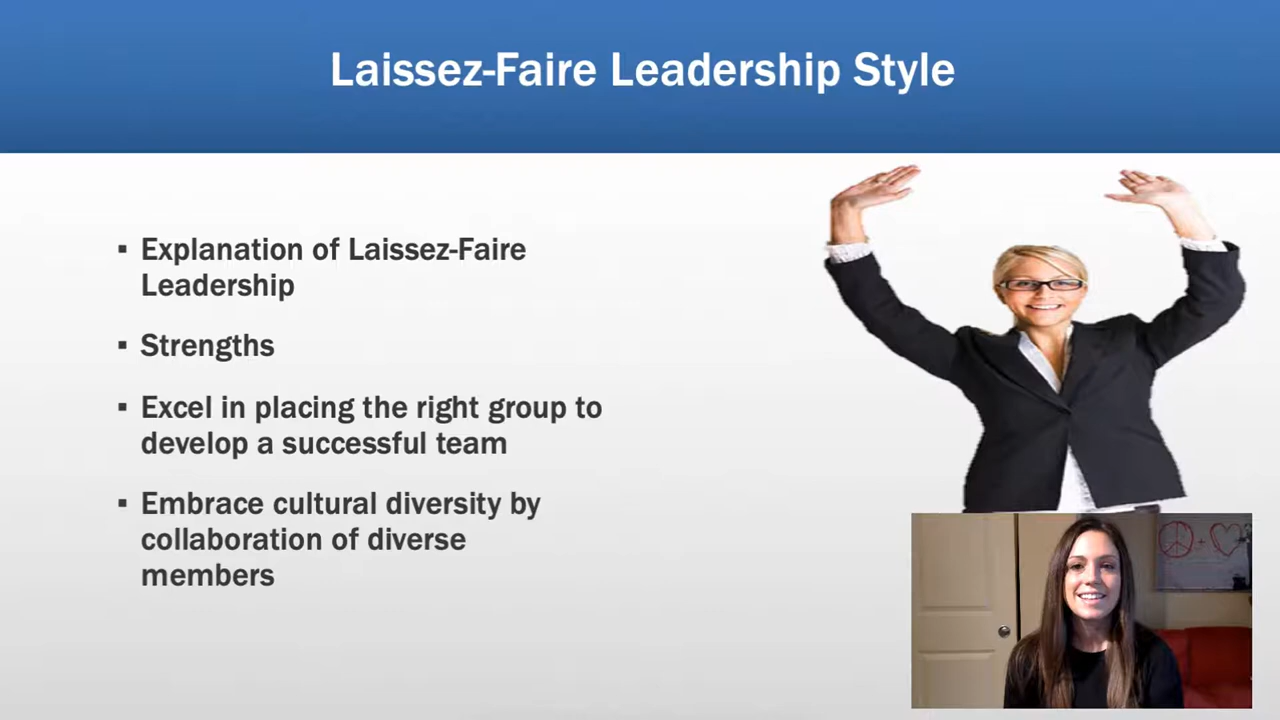 Laissez-Faire Leadership Style
▪ Explanation of Laissez-Faire
Leadership
▪ Strengths
▪ Excel in placing the right group to
develop a successful team
▪ Embrace cultural diversity by
collaboration of diverse
members